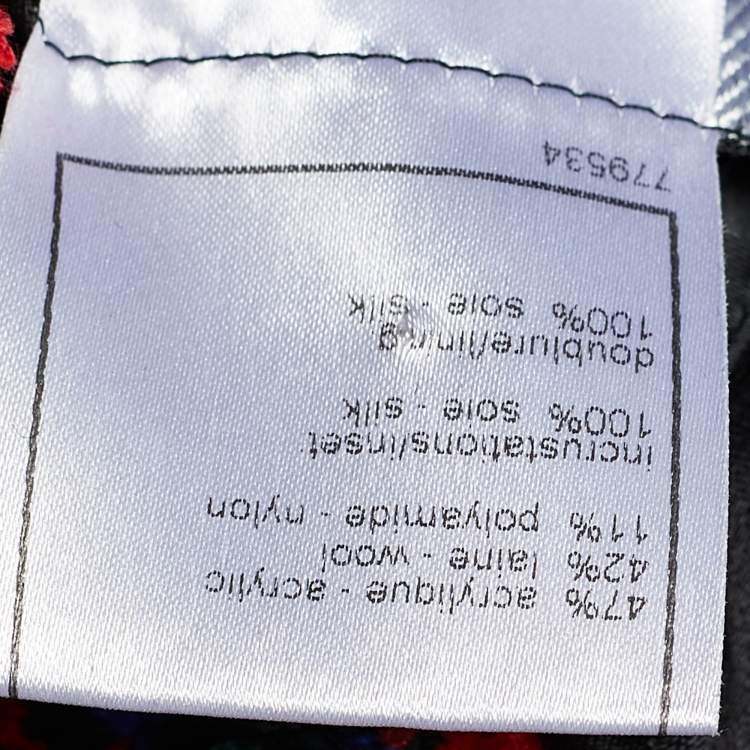 47% acrylique - acrylic
42% laine - wool
11% polyamide - nylon
incrustations/inset
100% soie - silk
doublure/lining
100% soie - silk
779534